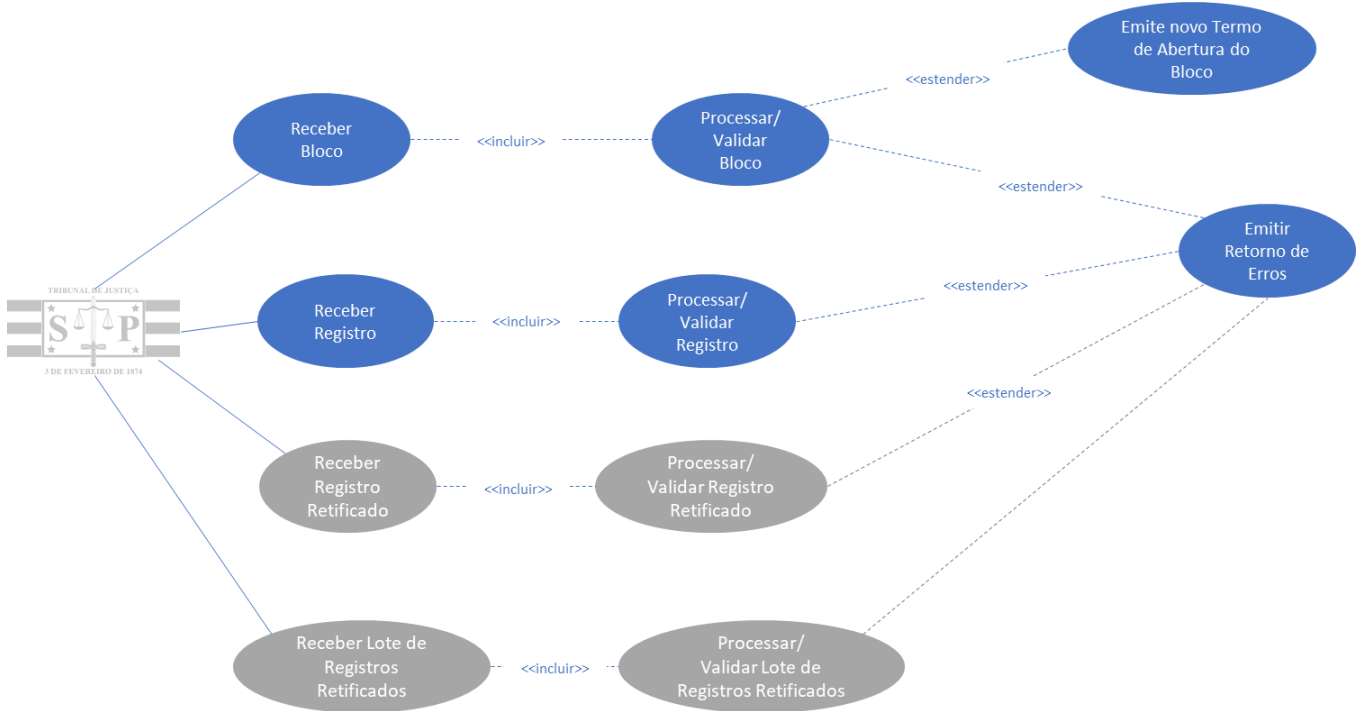 Emite novo Termo
de Abertura do
Bloco
<<estender>>
Receber
Bloco
<<incluir>>
Processar/
Validar
Bloco
<<estender>>
Emitir
Retorno de
Erros
TRIBUNAL DE JUSTIÇA
S P
3 DE FEVEREIRO DE 1874
Receber
Registro
<<incluir>>
Processar/
Validar
Registro
<<estender>>
<<estender>>
Receber
Registro
Retificado
<<incluir>>
Processar/
Validar Registro
Retificado
Receber Lote de
Registros
Retificados
<<incluir>>
Processar/
Validar Lote de
Registros Retificados